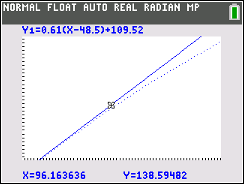 NORMAL FLOAT AUTO REAL RADIAN MP
Y1=0.61(X-48.5)+109.52
X=96.163636 Y=138.59482